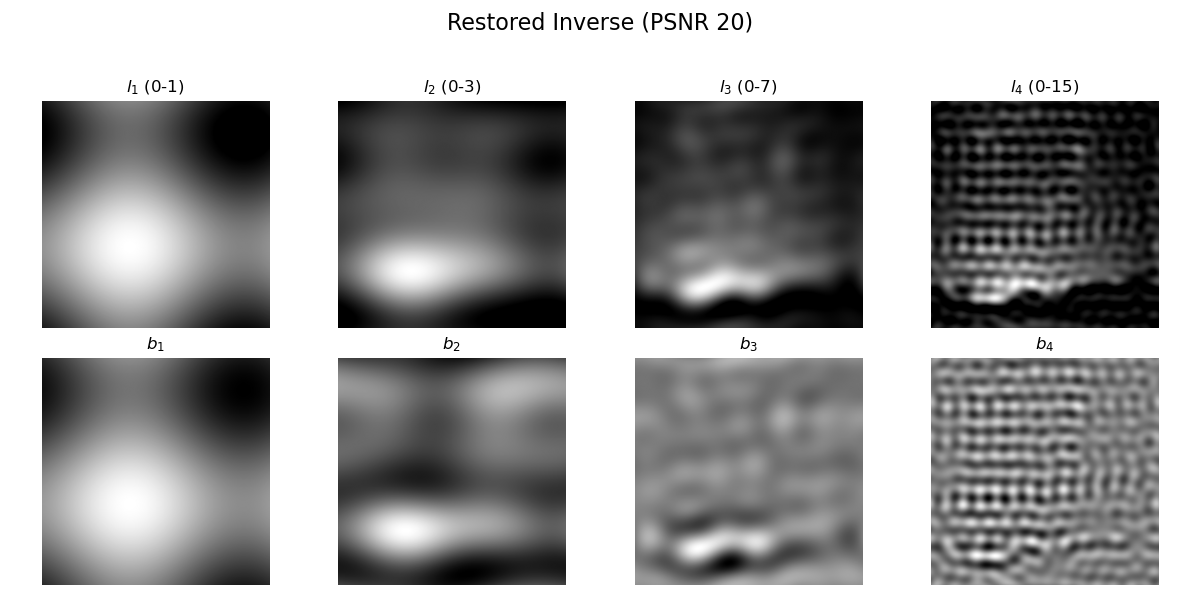 Restored Inverse (PSNR 20)
l₁ (0-1)
l₂ (0-3)
l₃ (0-7)
l₄ (0-15)
b₁
b₂
b₃
b₄